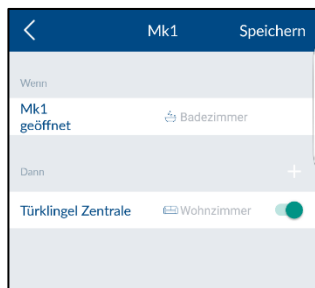 Mk1 Speichern
Wenn
Mk1
geöffnet Badezimmer
Dann
Türklingel Zentrale Wohnzimmer